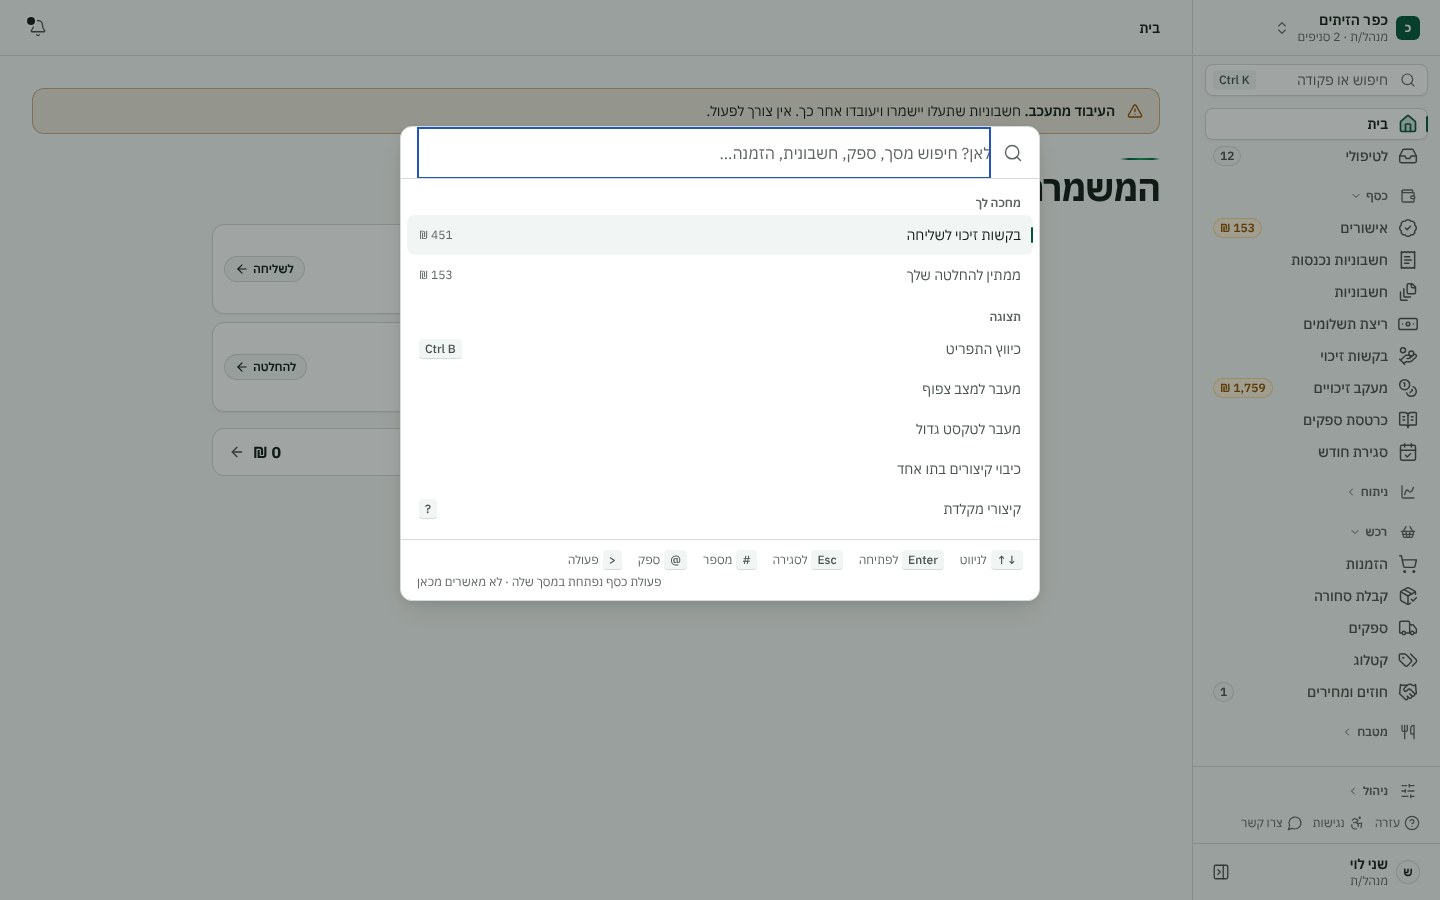 כ
כפר הזיתים
מנהל/ת · 2 סניפים
בית
חיפוש או פקודה
Ctrl K
בית
לטיפולי
12
כסף
אישורים
153 ₪
חשבוניות נכנסות
חשבוניות
ריצת תשלומים
בקשות זיכוי
מעקב זיכויים
1,759 ₪
כרטסת ספקים
סגירת חודש
ניתוח
רכש
הזמנות
קבלת סחורה
ספקים
קטלוג
חוזים ומחירים
1
מטבח
ניהול
עזרה
נגישות
צרו קשר
ש
שני לוי
מנהל/ת
העיבוד מתעכב. חשבוניות שתעלו יישמרו ויעובדו אחר כך. אין צורך לפעול.
המשמר
לשליחה
להחלטה
0 ₪
לאן? חיפוש מסך, ספק, חשבונית, הזמנה...
מחכה לך
בקשות זיכוי לשליחה
451 ₪
ממתין להחלטה שלך
153 ₪
תצוגה
כיווץ התפריט
Ctrl B
מעבר למצב צפוף
מעבר לטקסט גדול
כיבוי קיצורים בתו אחד
קיצורי מקלדת
?
↑↓ לניווט Enter לפתיחה Esc לסגירה # מספר @ ספק > פעולה
פעולת כסף נפתחת במסך שלה · לא מאשרים מכאן